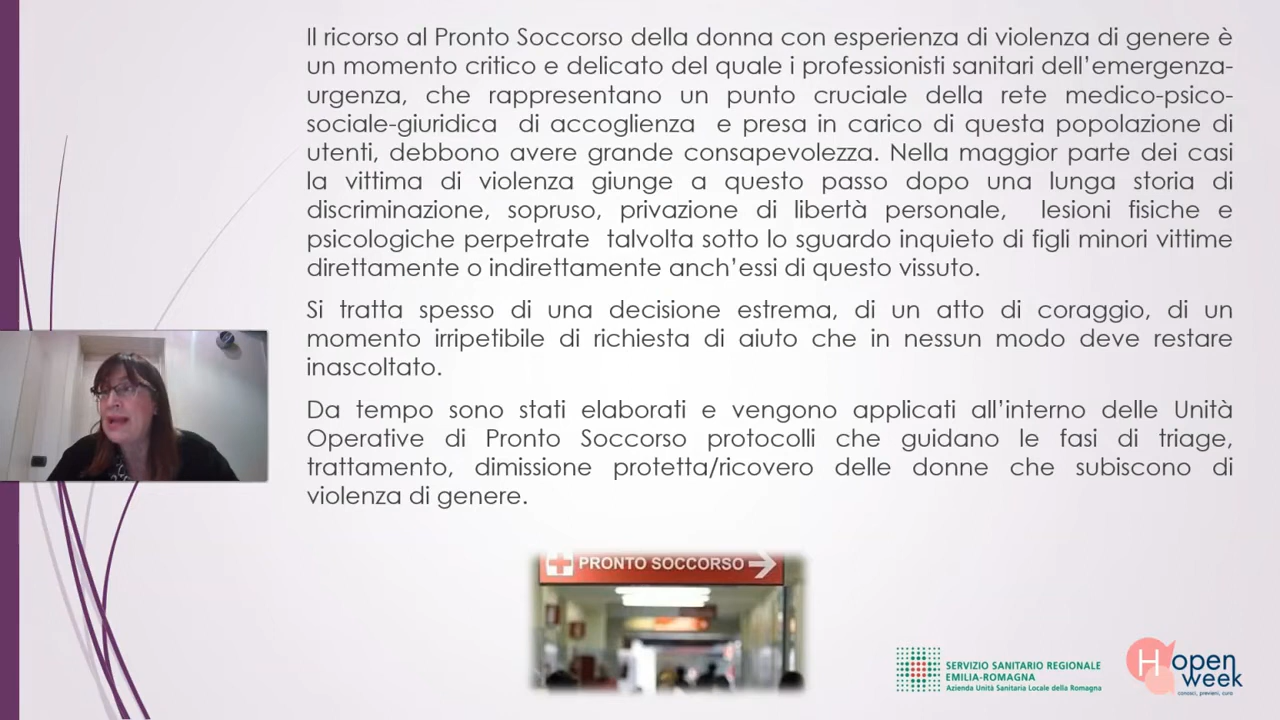 Il ricorso al Pronto Soccorso della donna con esperienza di violenza di genere è
un momento critico e delicato del quale i professionisti sanitari dell'emergenza-
urgenza, che rappresentano un punto cruciale della rete medico-psico-
sociale-giuridica di accoglienza e presa in carico di questa popolazione di
utenti, debbono avere grande consapevolezza. Nella maggior parte dei casi
la vittima di violenza giunge a questo passo dopo una lunga storia di
discriminazione, sopruso, privazione di libertà personale, lesioni fisiche e
psicologiche perpetrate talvolta sotto lo sguardo inquieto di figli minori vittime
direttamente o indirettamente anch'essi di questo vissuto.
Si tratta spesso di una decisione estrema, di un atto di coraggio, di un
momento irripetibile di richiesta di aiuto che in nessun modo deve restare
inascoltato.
Da tempo sono stati elaborati e vengono applicati all'interno delle Unità
Operative di Pronto Soccorso protocolli che guidano le fasi di triage,
trattamento, dimissione protetta/ricovero delle donne che subiscono di
violenza di genere.
PRONTO SOCCORSO
SERVIZIO SANITARIO REGIONALE
EMILIA-ROMAGNA
Azienda Unità Sanitaria Locale della Romagna
H open
week
conosci, previeni, cura